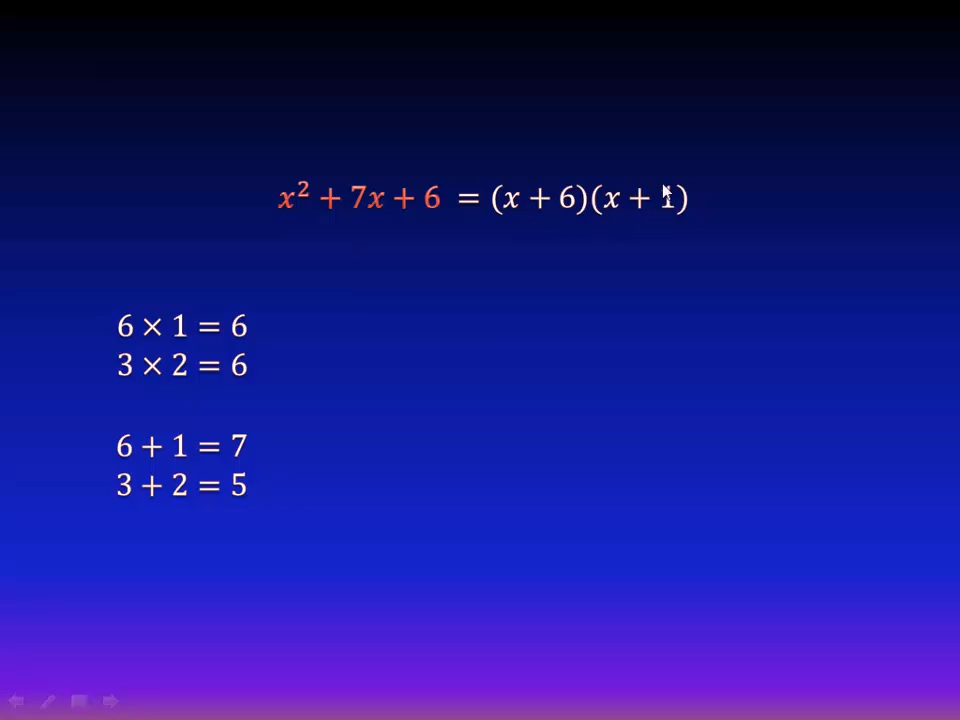 x² + 7x + 6 = (x + 6)(x + 1)
6 × 1 = 6
3 × 2 = 6
6 + 1 = 7
3 + 2 = 5